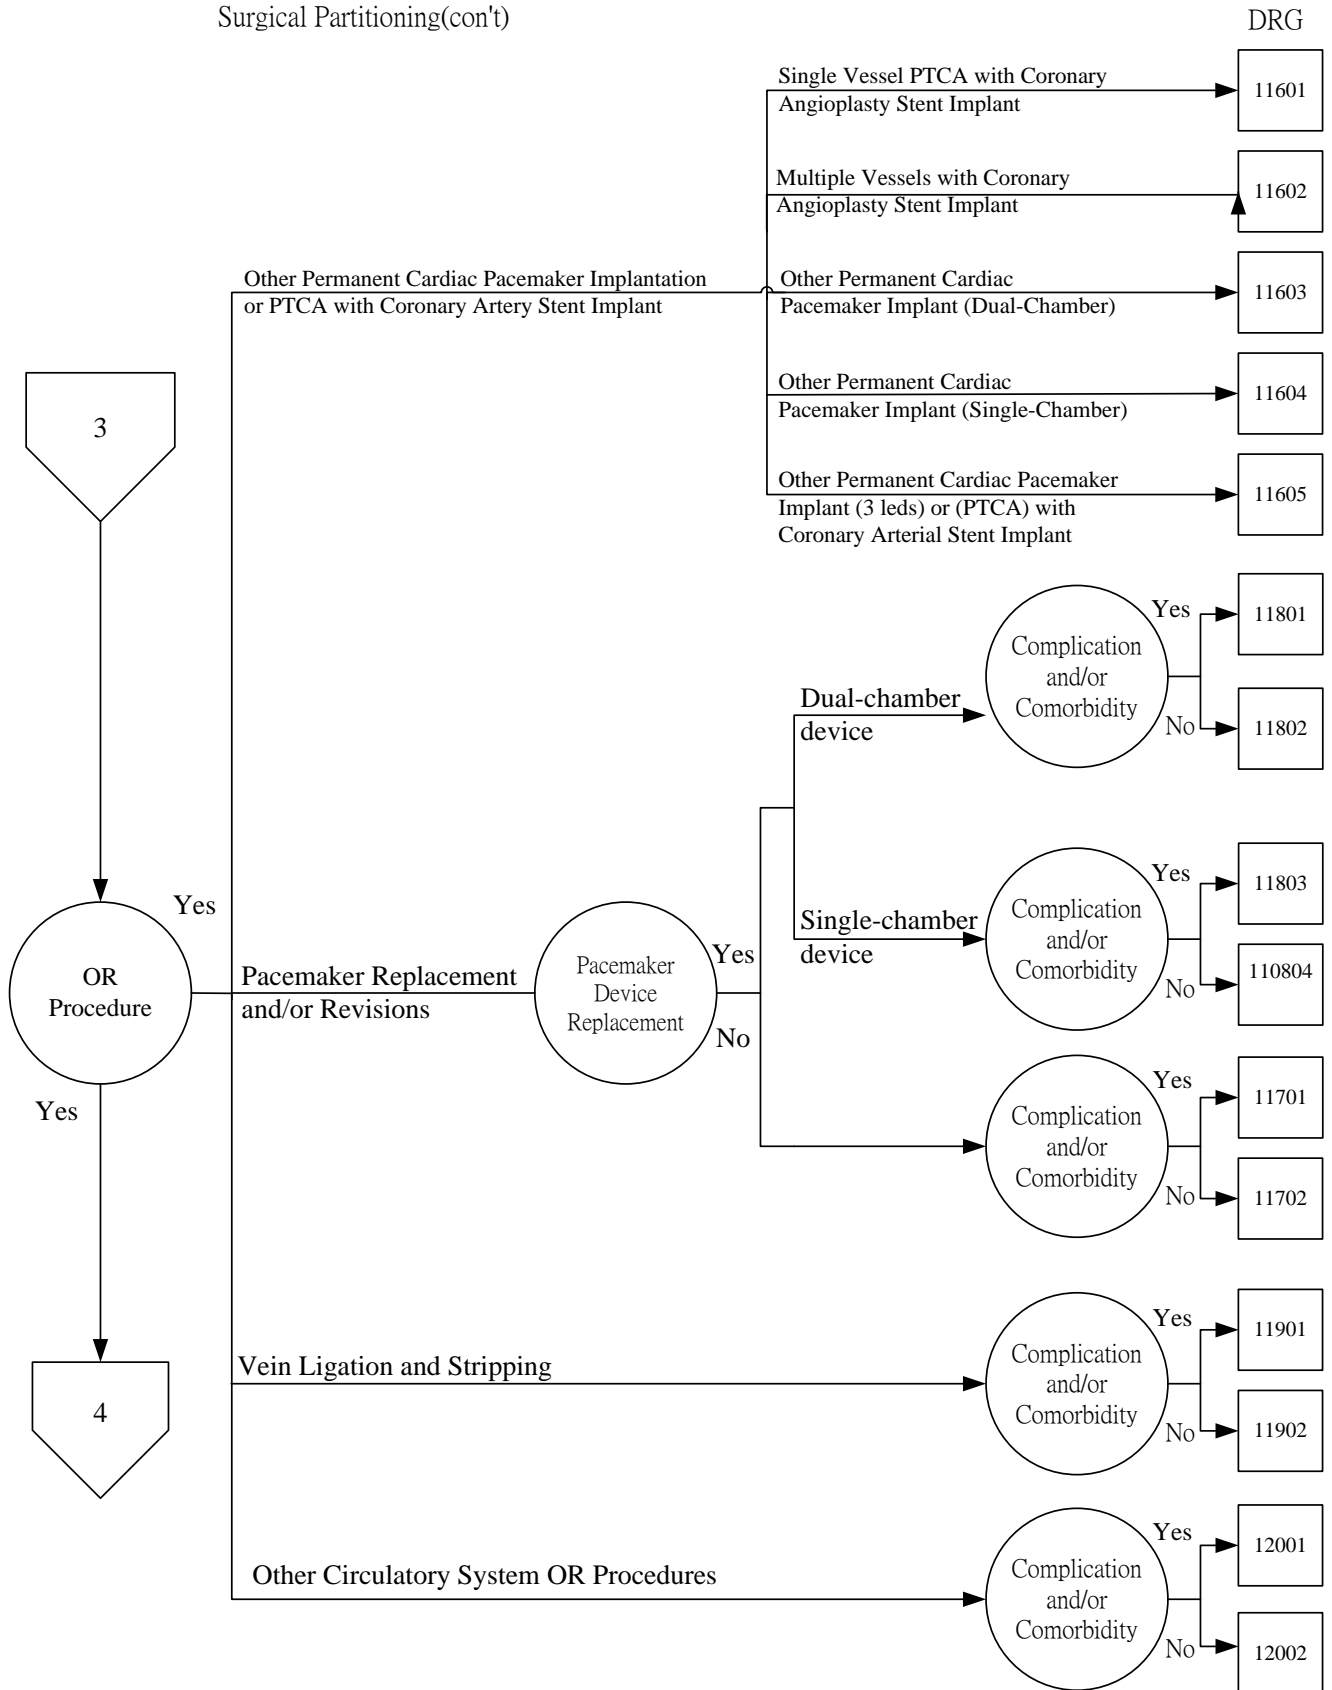 Surgical Partitioning(con't)
DRG
Single Vessel PTCA with Coronary
Angioplasty Stent Implant
11601
Multiple Vessels with Coronary
Angioplasty Stent Implant
11602
Other Permanent Cardiac Pacemaker Implantation
or PTCA with Coronary Artery Stent Implant
Other Permanent Cardiac
Pacemaker Implant (Dual-Chamber)
11603
Other Permanent Cardiac
Pacemaker Implant (Single-Chamber)
11604
3
Other Permanent Cardiac Pacemaker
Implant (3 leds) or (PTCA) with
Coronary Arterial Stent Implant
11605
Dual-chamber
device
Complication
and/or
Comorbidity
Yes
11801
No
11802
Single-chamber
device
Complication
and/or
Comorbidity
Yes
11803
No
110804
OR
Procedure
Yes
Pacemaker Replacement
and/or Revisions
Pacemaker
Device
Replacement
Yes
No
Complication
and/or
Comorbidity
Yes
11701
No
11702
Yes
4
Vein Ligation and Stripping
Complication
and/or
Comorbidity
Yes
11901
No
11902
Other Circulatory System OR Procedures
Complication
and/or
Comorbidity
Yes
12001
No
12002